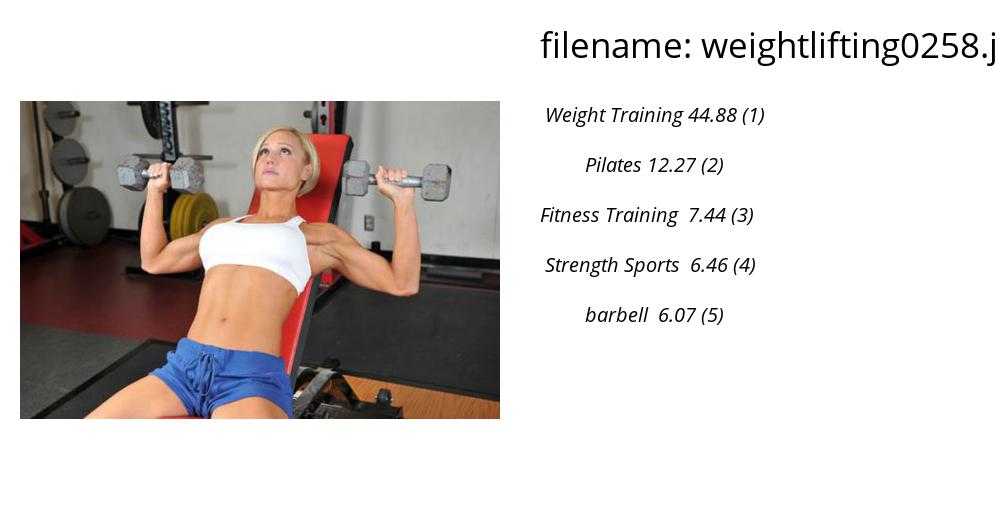 filename: weightlifting0258.j
Weight Training 44.88 (1)
Pilates 12.27 (2)
Fitness Training 7.44 (3)
Strength Sports 6.46 (4)
barbell 6.07 (5)